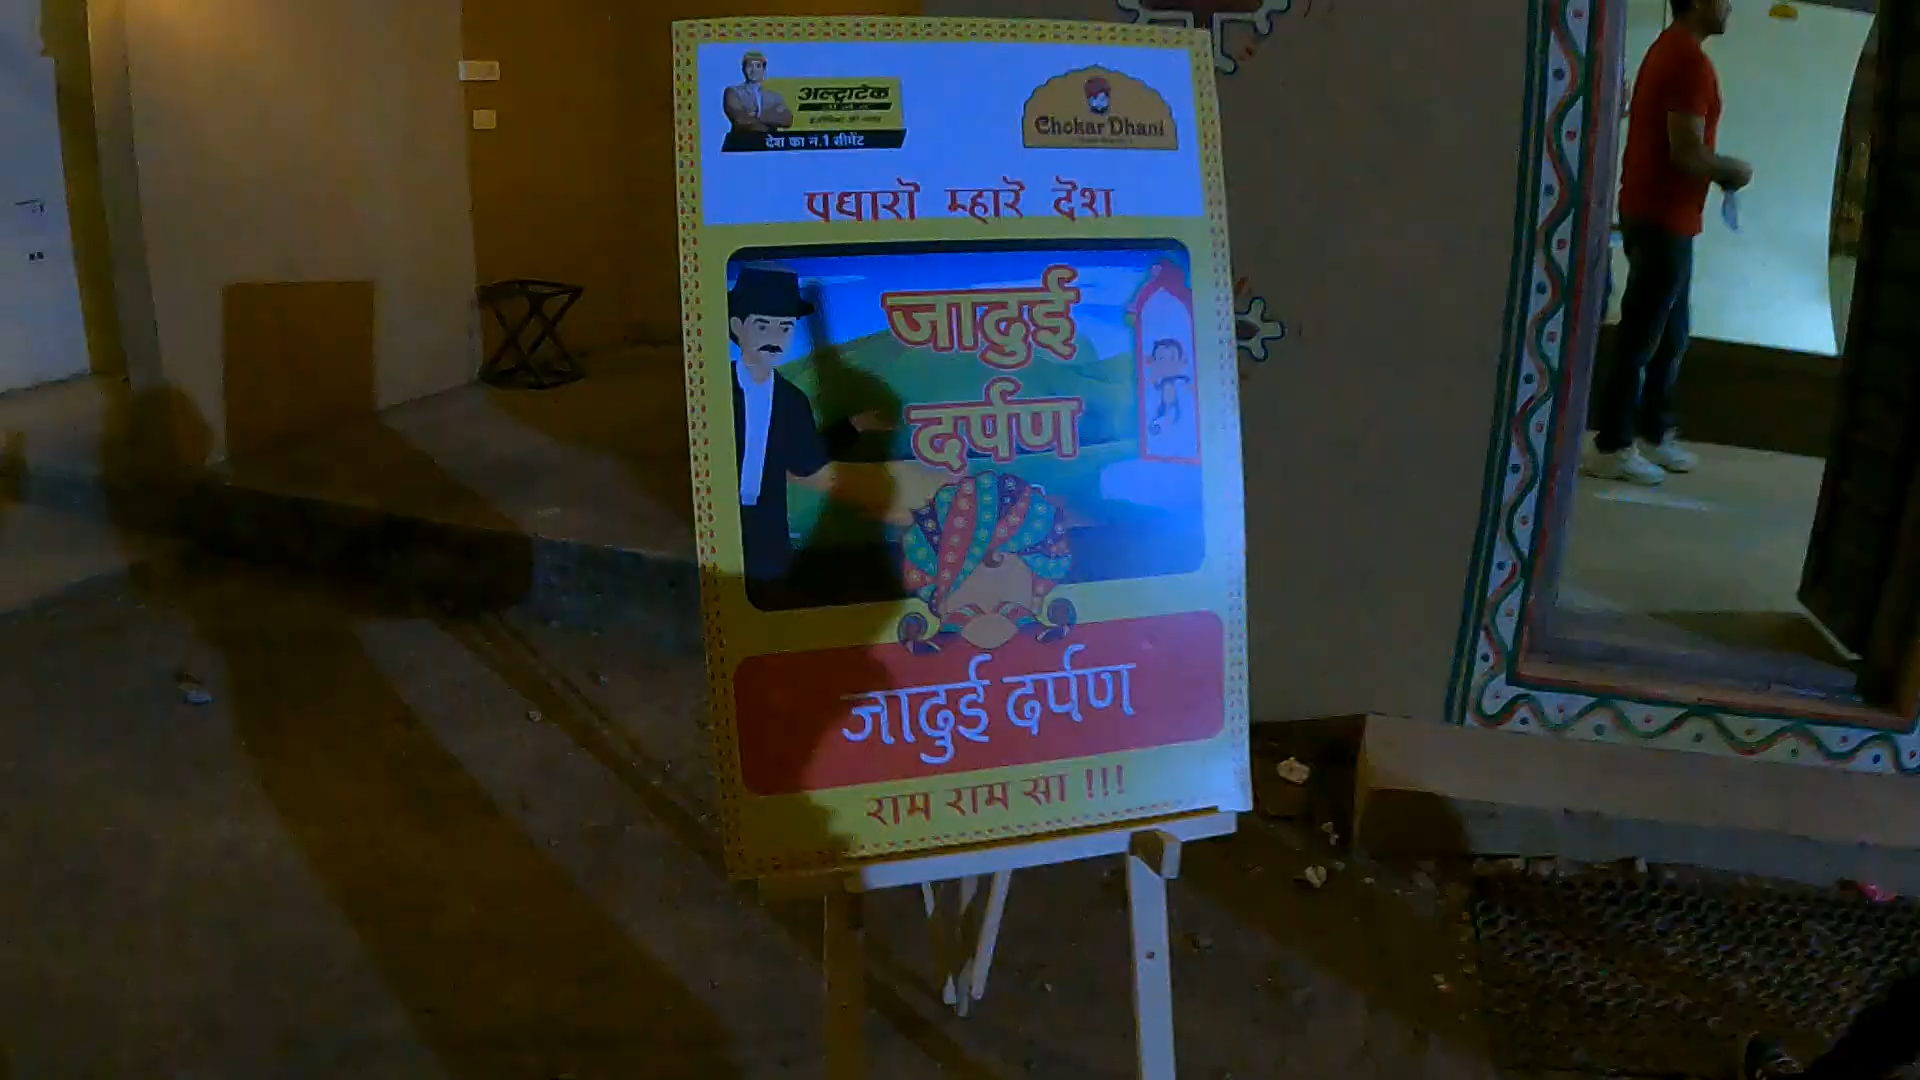 अल्ट्राटेक
देश का नं.1 सीमेंट
Chokar Dhani
पधारो म्हारे देश
जादुई
दर्पण
जादुई दर्पण
राम राम सा !!!